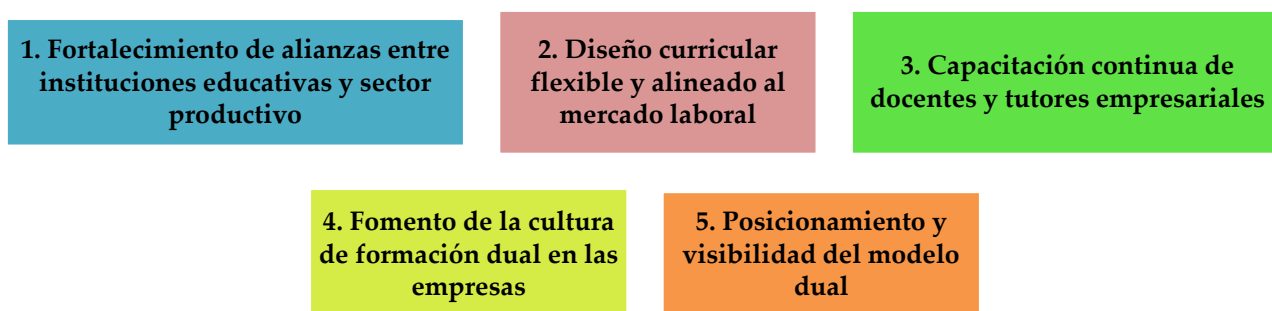 1. Fortalecimiento de alianzas entre
instituciones educativas y sector
productivo
2. Diseño curricular
flexible y alineado al
mercado laboral
3. Capacitación continua de
docentes y tutores empresariales
4. Fomento de la cultura
de formación dual en las
empresas
5. Posicionamiento y
visibilidad del modelo
dual